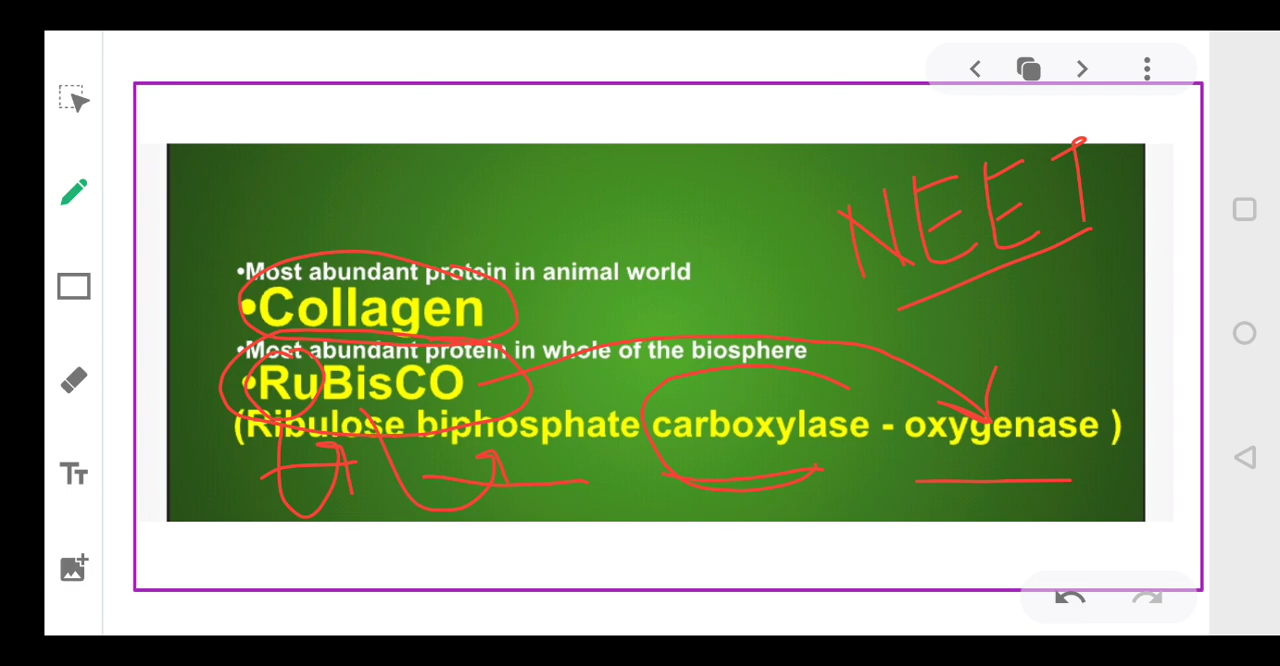 NEET
•Most abundant protein in animal world
•Collagen
•Most abundant protein in whole of the biosphere
•RuBisCO
(Ribulose biphosphate carboxylase - oxygenase )
Tт